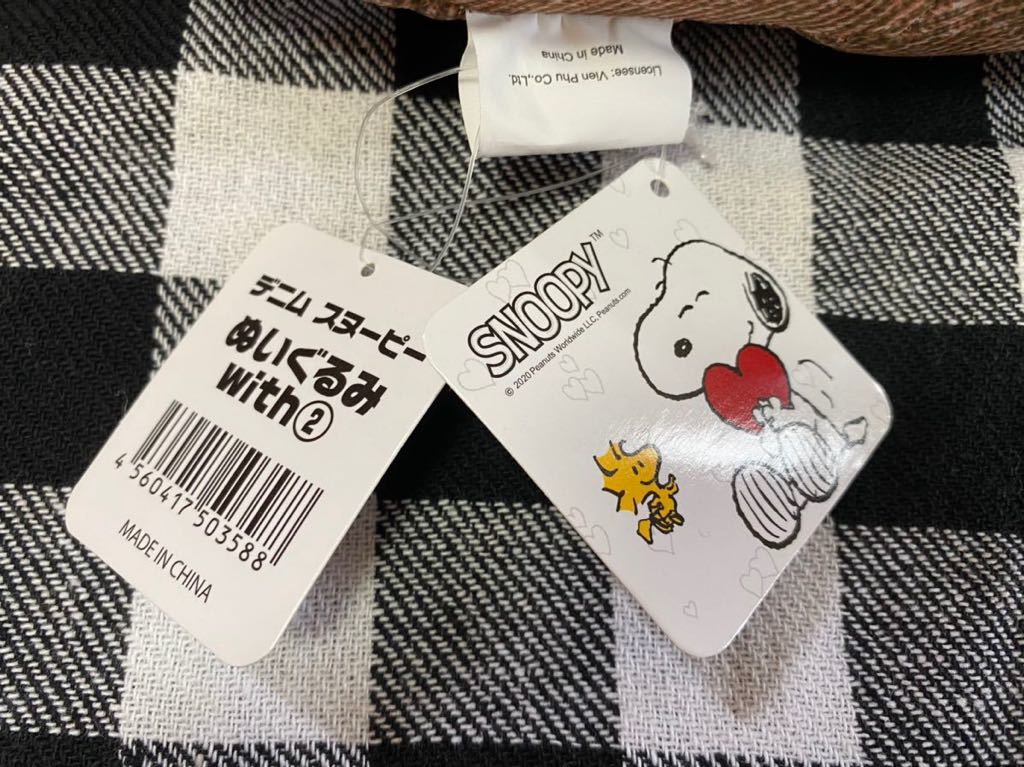 Licensee: Vien Phu Co.,Ltd.
Made in China
デニム スヌーピー
ぬいぐるみ
with②
4 560417 503588
MADE IN CHINA
SNOOPY™
© 2020 Peanuts Worldwide LLC, Peanuts.com